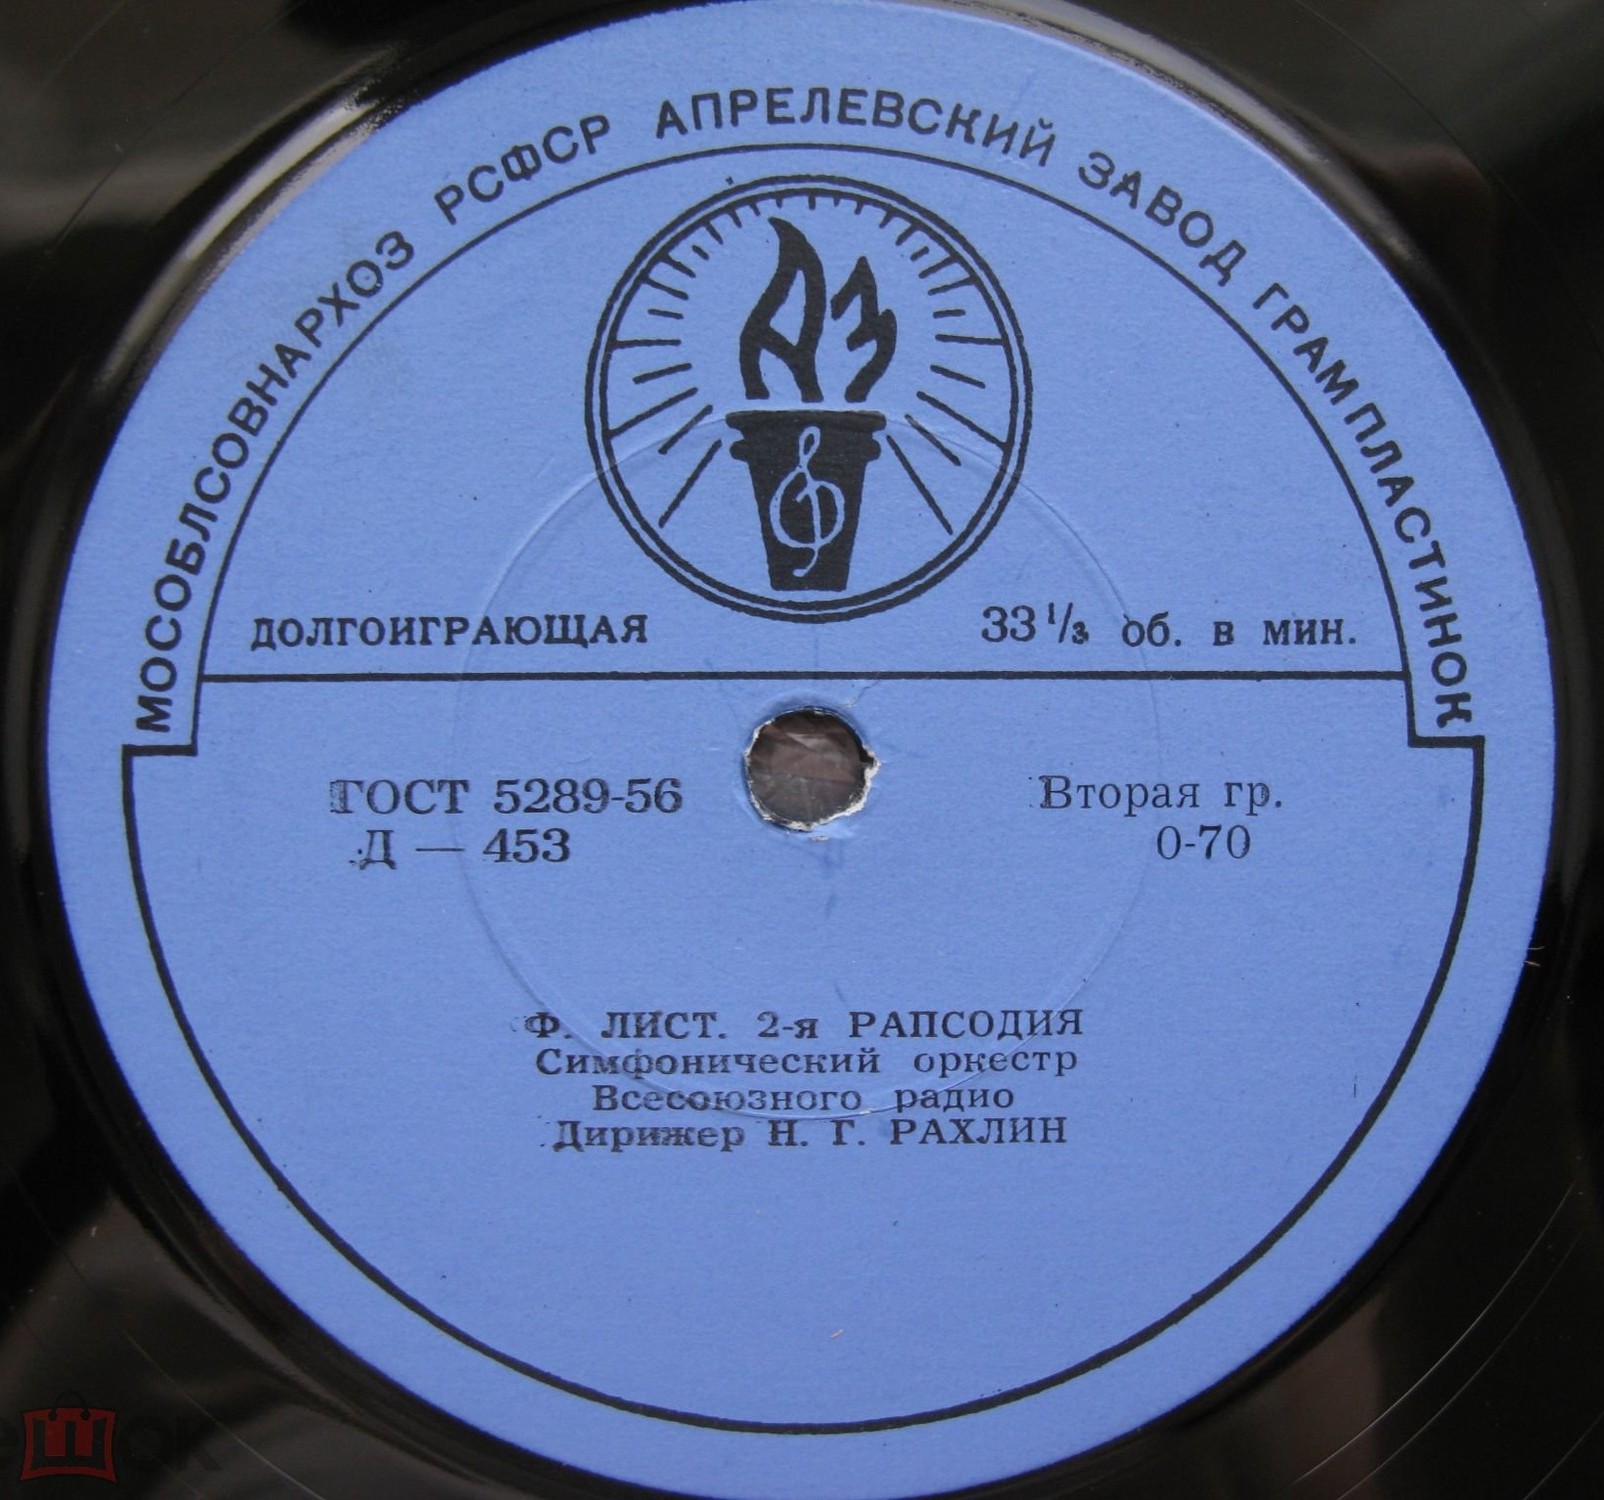 МОСОБЛСОВНАРХОЗ РСФСР АПРЕЛЕВСКИЙ ЗАВОД ГРАМПЛАСТИНОК
АЗ
ДОЛГОИГРАЮЩАЯ 33 1/3 об. в мин.
ГОСТ 5289-56 Вторая гр.
Д — 453 0-70
Ф. ЛИСТ. 2-я РАПСОДИЯ
Симфонический оркестр
Всесоюзного радио
Дирижер Н. Г. РАХЛИН